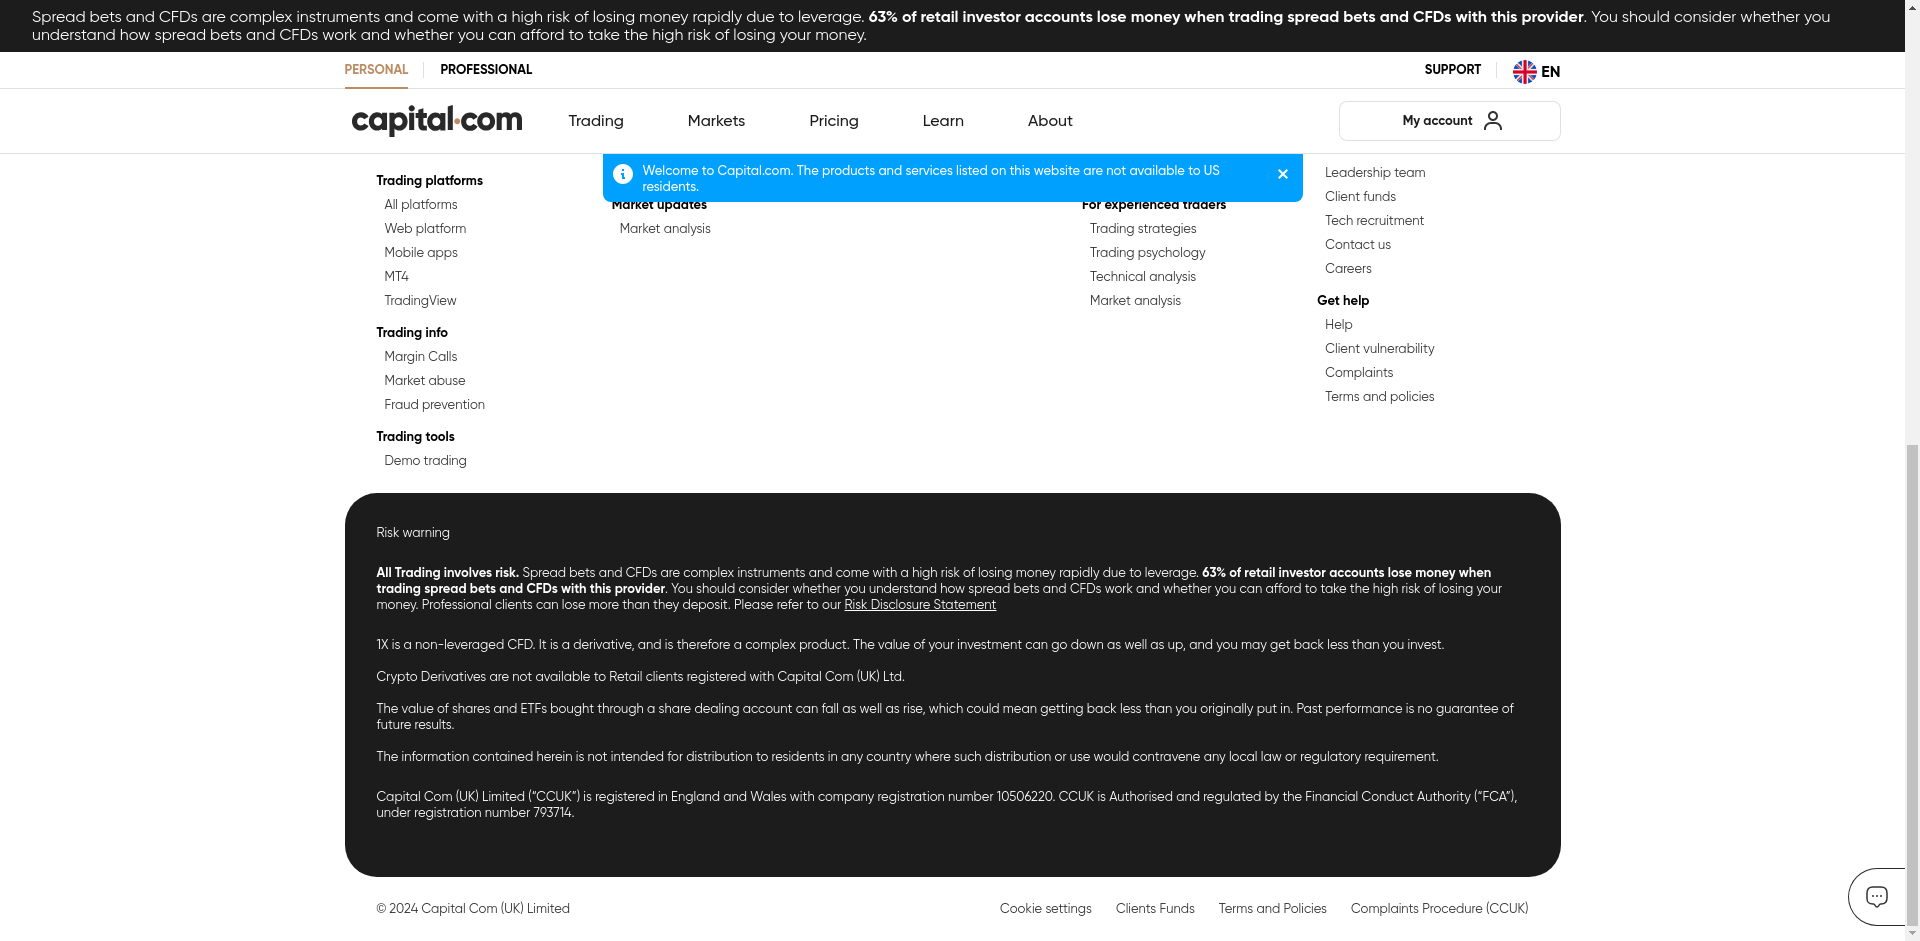 Spread bets and CFDs are complex instruments and come with a high risk of losing money rapidly due to leverage. 63% of retail investor accounts lose money when trading spread bets and CFDs with this provider. You should consider whether you
understand how spread bets and CFDs work and whether you can afford to take the high risk of losing your money.
PERSONAL
PROFESSIONAL
SUPPORT
EN
capital.com
Trading
Markets
Pricing
Learn
About
My account
Welcome to Capital.com. The products and services listed on this website are not available to US
residents.
Trading platforms
All platforms
Web platform
Mobile apps
MT4
TradingView
Trading info
Margin Calls
Market abuse
Fraud prevention
Trading tools
Demo trading
Market updates
Market analysis
For experienced traders
Trading strategies
Trading psychology
Technical analysis
Market analysis
Leadership team
Client funds
Tech recruitment
Contact us
Careers
Get help
Help
Client vulnerability
Complaints
Terms and policies
Risk warning
All Trading involves risk. Spread bets and CFDs are complex instruments and come with a high risk of losing money rapidly due to leverage. 63% of retail investor accounts lose money when
trading spread bets and CFDs with this provider. You should consider whether you understand how spread bets and CFDs work and whether you can afford to take the high risk of losing your
money. Professional clients can lose more than they deposit. Please refer to our Risk Disclosure Statement
1X is a non-leveraged CFD. It is a derivative, and is therefore a complex product. The value of your investment can go down as well as up, and you may get back less than you invest.
Crypto Derivatives are not available to Retail clients registered with Capital Com (UK) Ltd.
The value of shares and ETFs bought through a share dealing account can fall as well as rise, which could mean getting back less than you originally put in. Past performance is no guarantee of
future results.
The information contained herein is not intended for distribution to residents in any country where such distribution or use would contravene any local law or regulatory requirement.
Capital Com (UK) Limited (“CCUK”) is registered in England and Wales with company registration number 10506220. CCUK is Authorised and regulated by the Financial Conduct Authority (“FCA”),
under registration number 793714.
© 2024 Capital Com (UK) Limited
Cookie settings
Clients Funds
Terms and Policies
Complaints Procedure (CCUK)